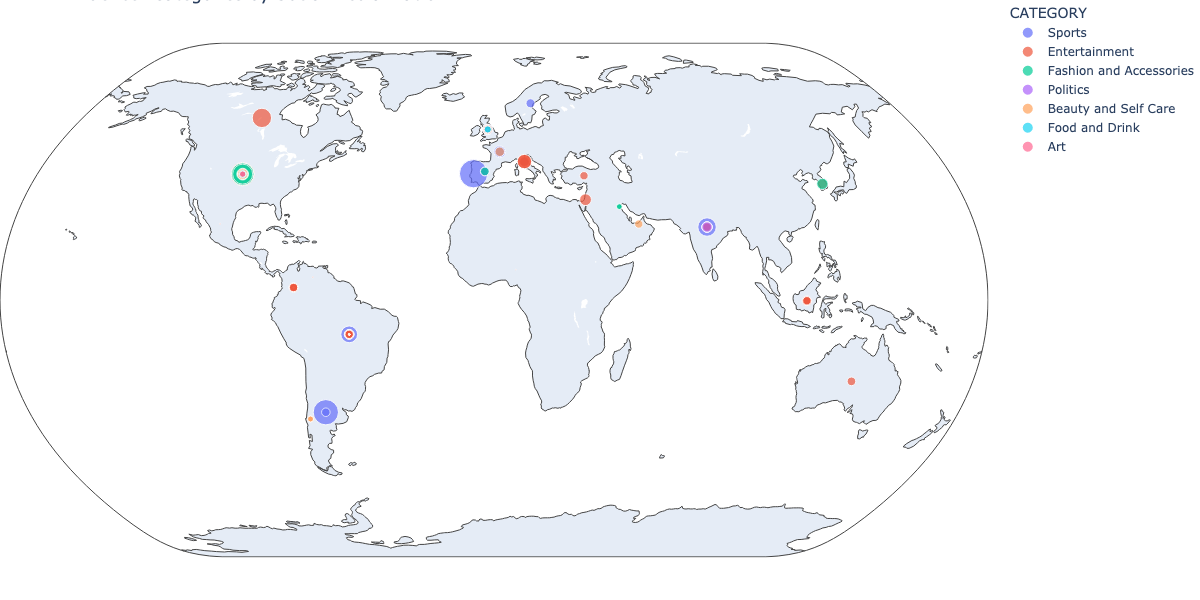 CATEGORY
Sports
Entertainment
Fashion and Accessories
Politics
Beauty and Self Care
Food and Drink
Art